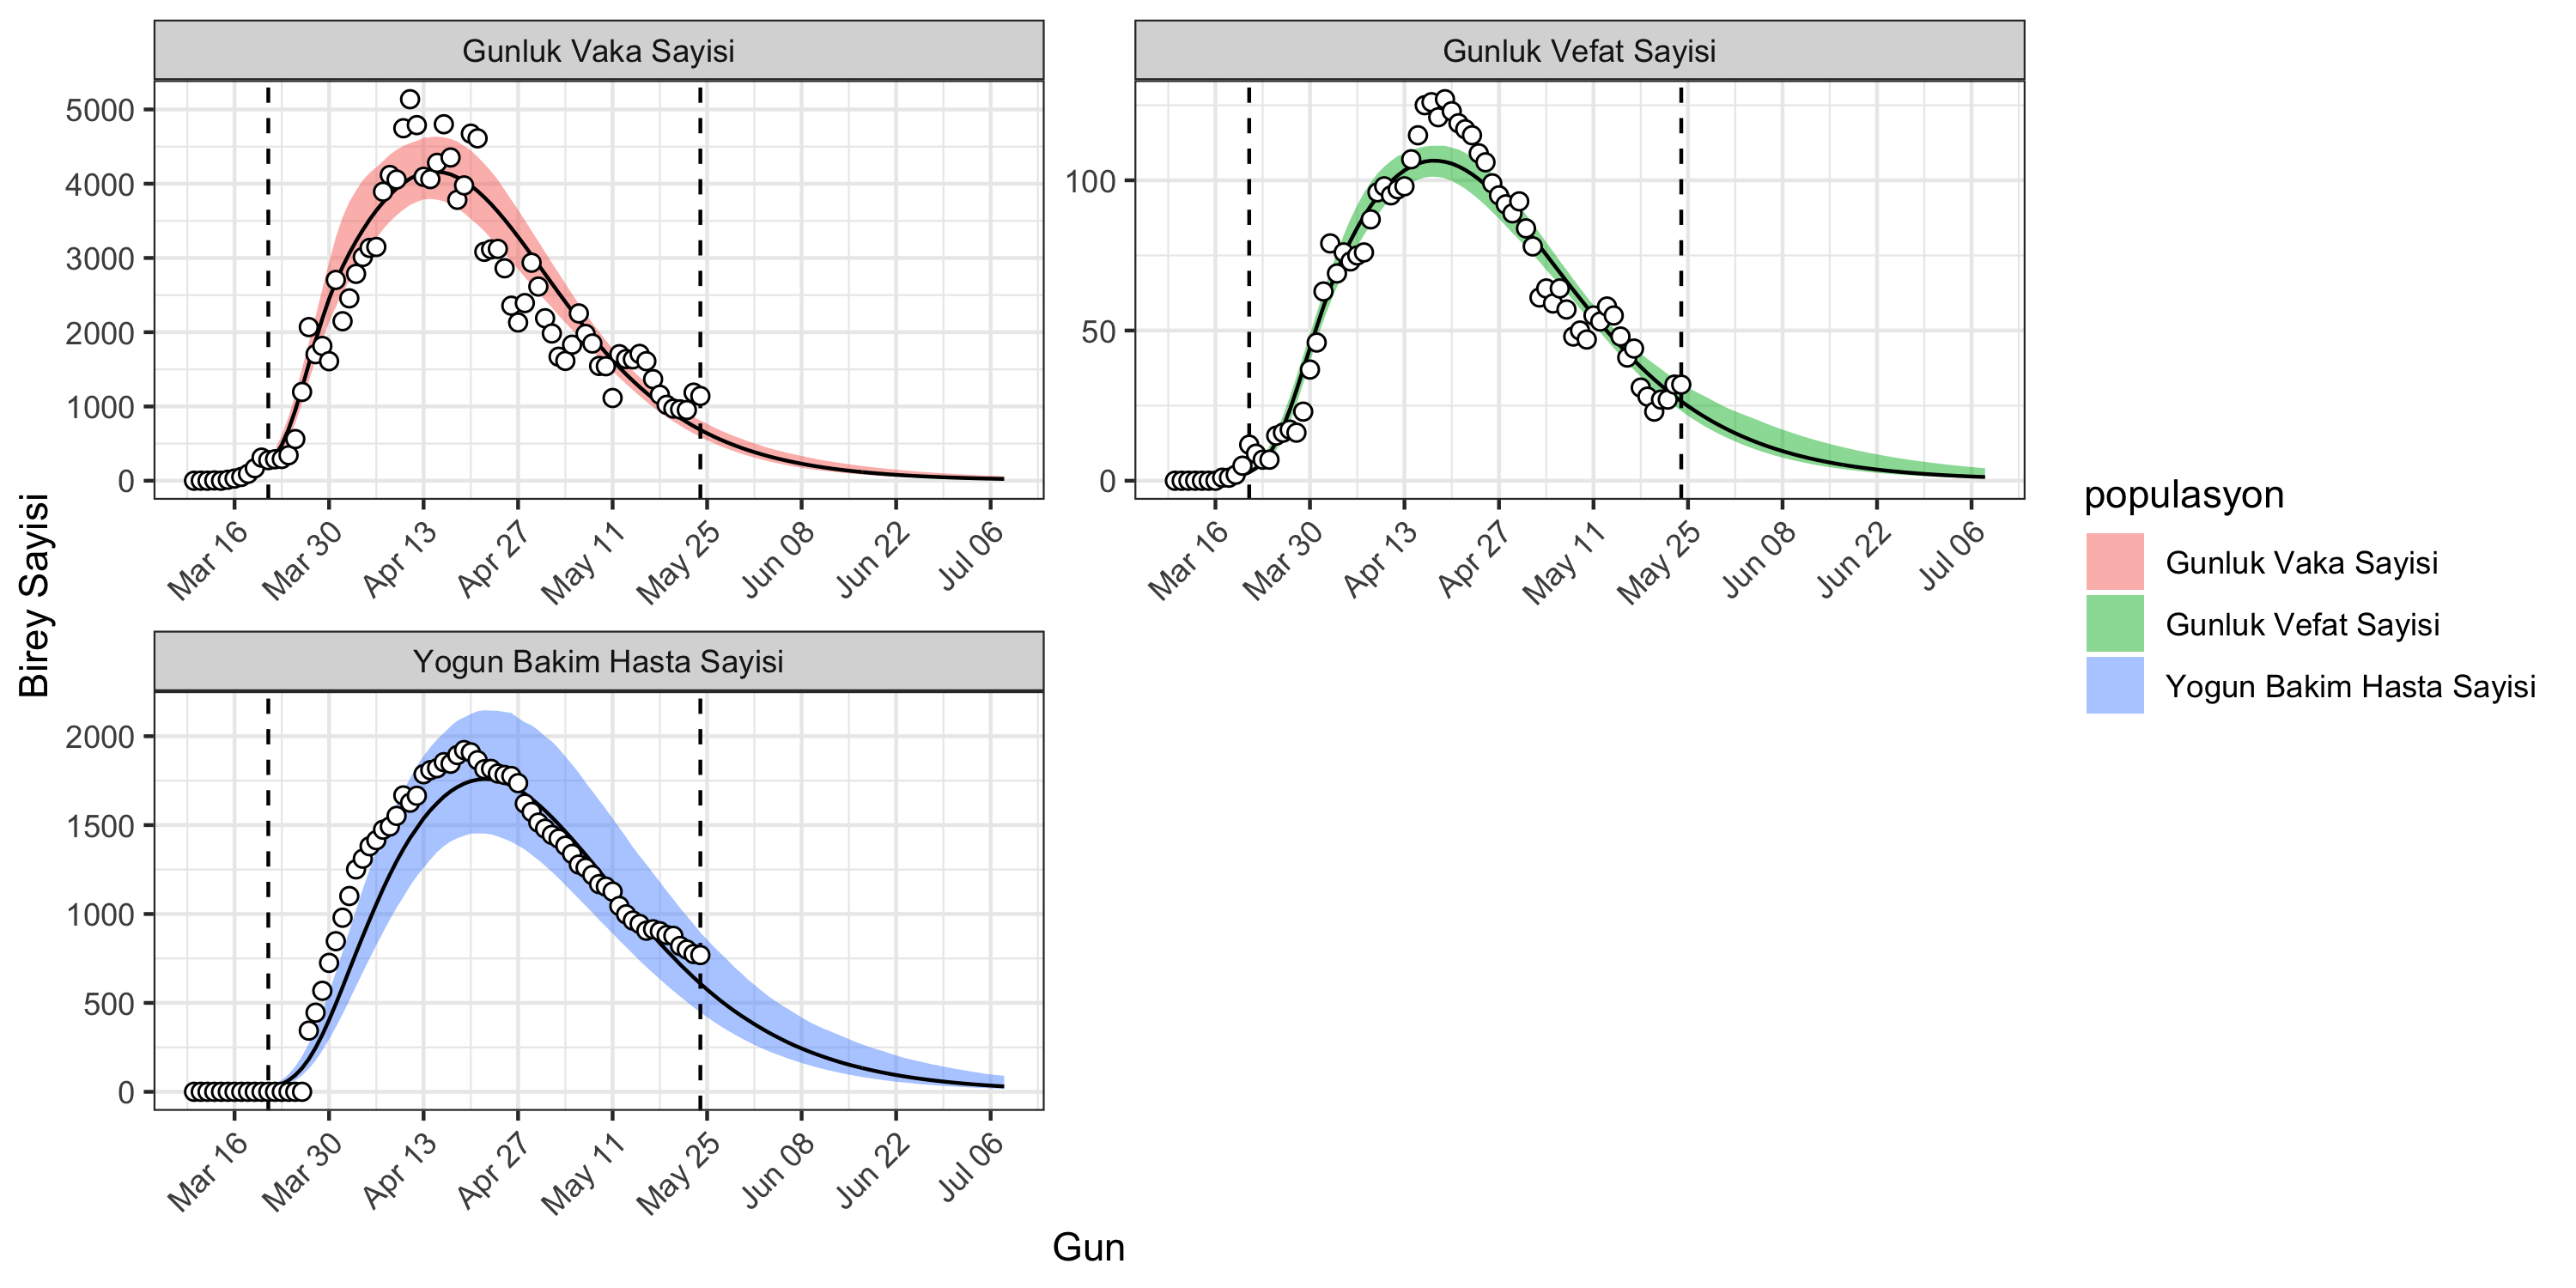 Gunluk Vaka Sayisi
Gunluk Vefat Sayisi
5000
4000
3000
2000
1000
0
100
50
0
Mar 16 Mar 30 Apr 13 Apr 27 May 11 May 25 Jun 08 Jun 22 Jul 06
Mar 16 Mar 30 Apr 13 Apr 27 May 11 May 25 Jun 08 Jun 22 Jul 06
Birey Sayisi
Yogun Bakim Hasta Sayisi
2000
1500
1000
500
0
Mar 16 Mar 30 Apr 13 Apr 27 May 11 May 25 Jun 08 Jun 22 Jul 06
Gun
populasyon
Gunluk Vaka Sayisi
Gunluk Vefat Sayisi
Yogun Bakim Hasta Sayisi